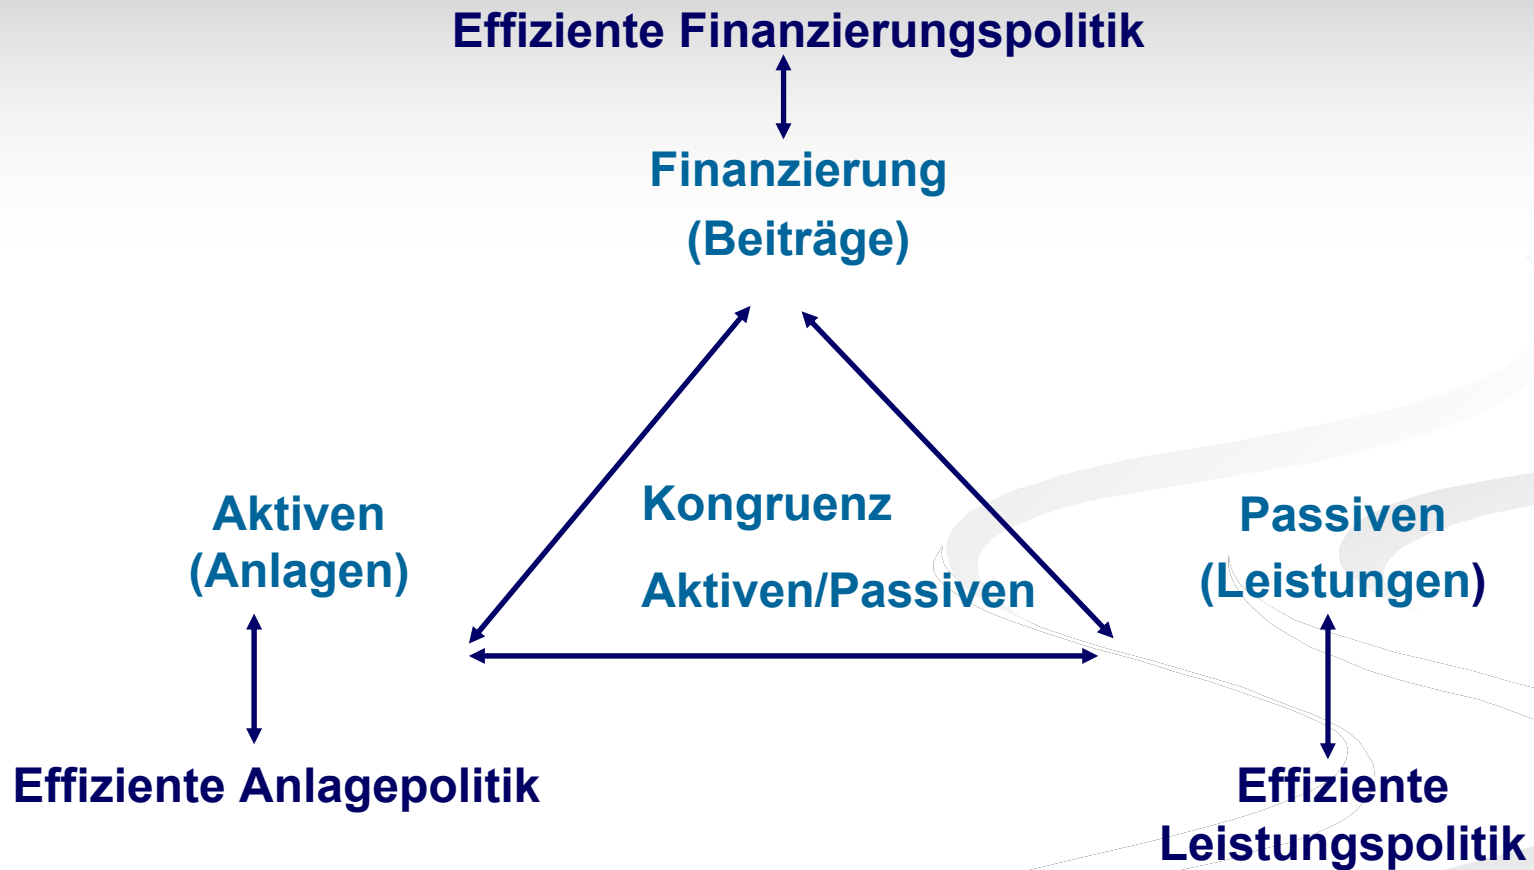 Effiziente Finanzierungspolitik
Finanzierung
(Beiträge)
Kongruenz
Aktiven/Passiven
Aktiven
(Anlagen)
Passiven
(Leistungen)
Effiziente Anlagepolitik
Effiziente
Leistungspolitik